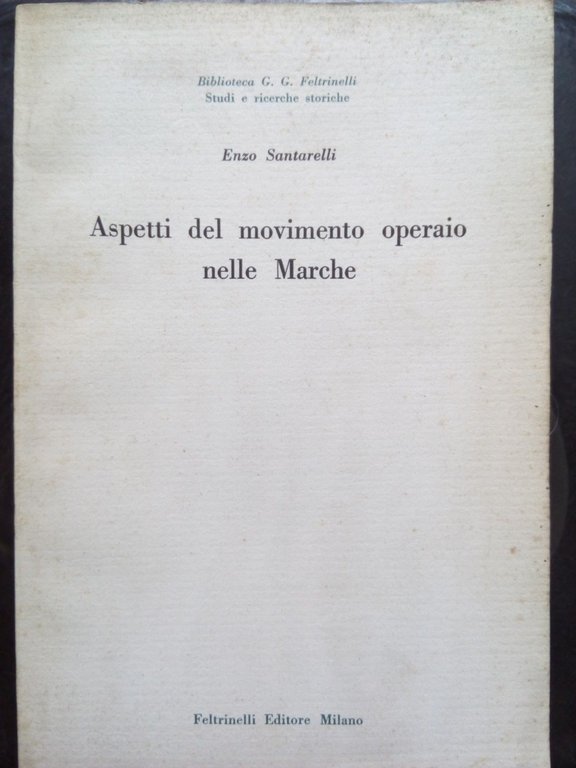 Biblioteca G. G. Feltrinelli
Studi e ricerche storiche
Enzo Santarelli
Aspetti del movimento operaio
nelle Marche
Feltrinelli Editore Milano